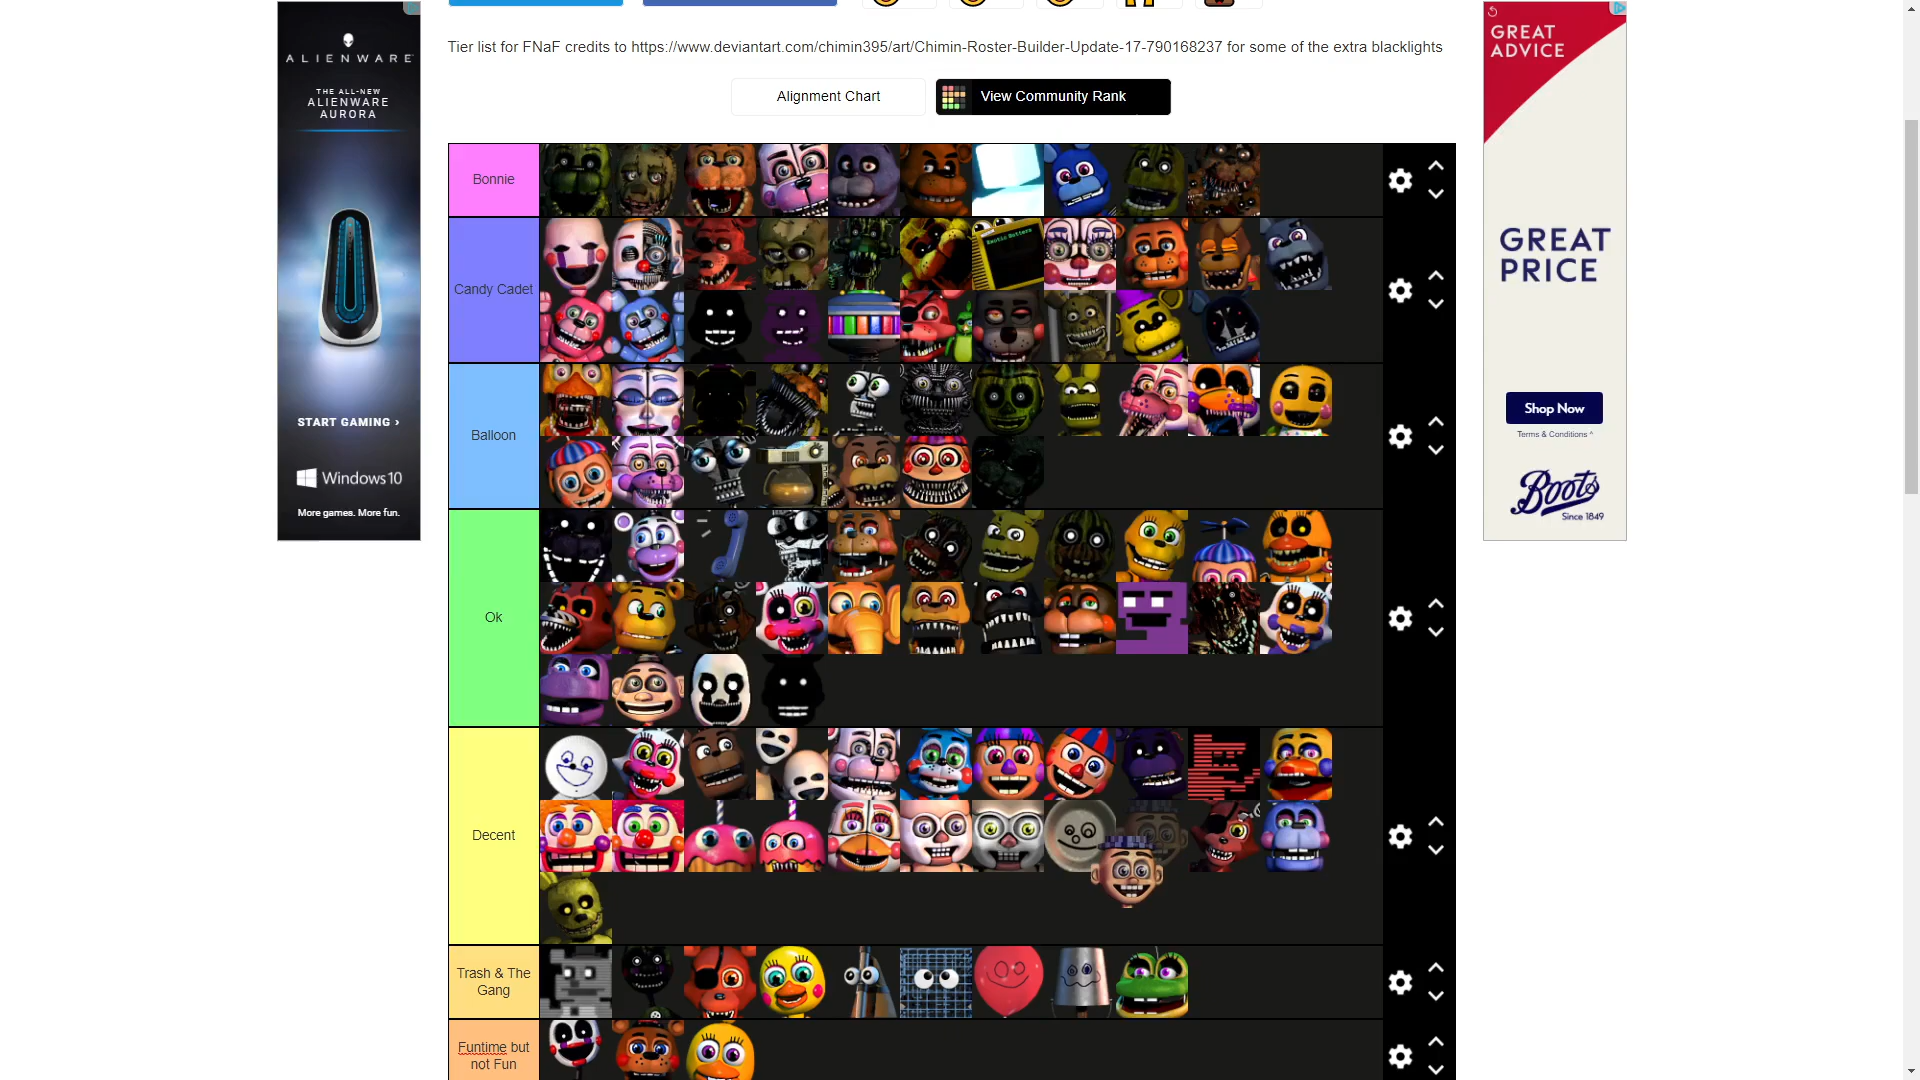 Tier list for FNaF credits to https://www.deviantart.com/chimin395/art/Chimin-Roster-Builder-Update-17-790168237 for some of the extra blacklights
Alignment Chart
View Community Rank
Bonnie
Candy Cadet
Exotic Butters
Balloon
Ok
Decent
Trash & The
Gang
Funtime but
not Fun
ALIENWARE
THE ALL-NEW
ALIENWARE
AURORA
START GAMING ›
Windows 10
More games. More fun.
GREAT
ADVICE
GREAT
PRICE
Shop Now
Terms & Conditions ^
Boots
Since 1849